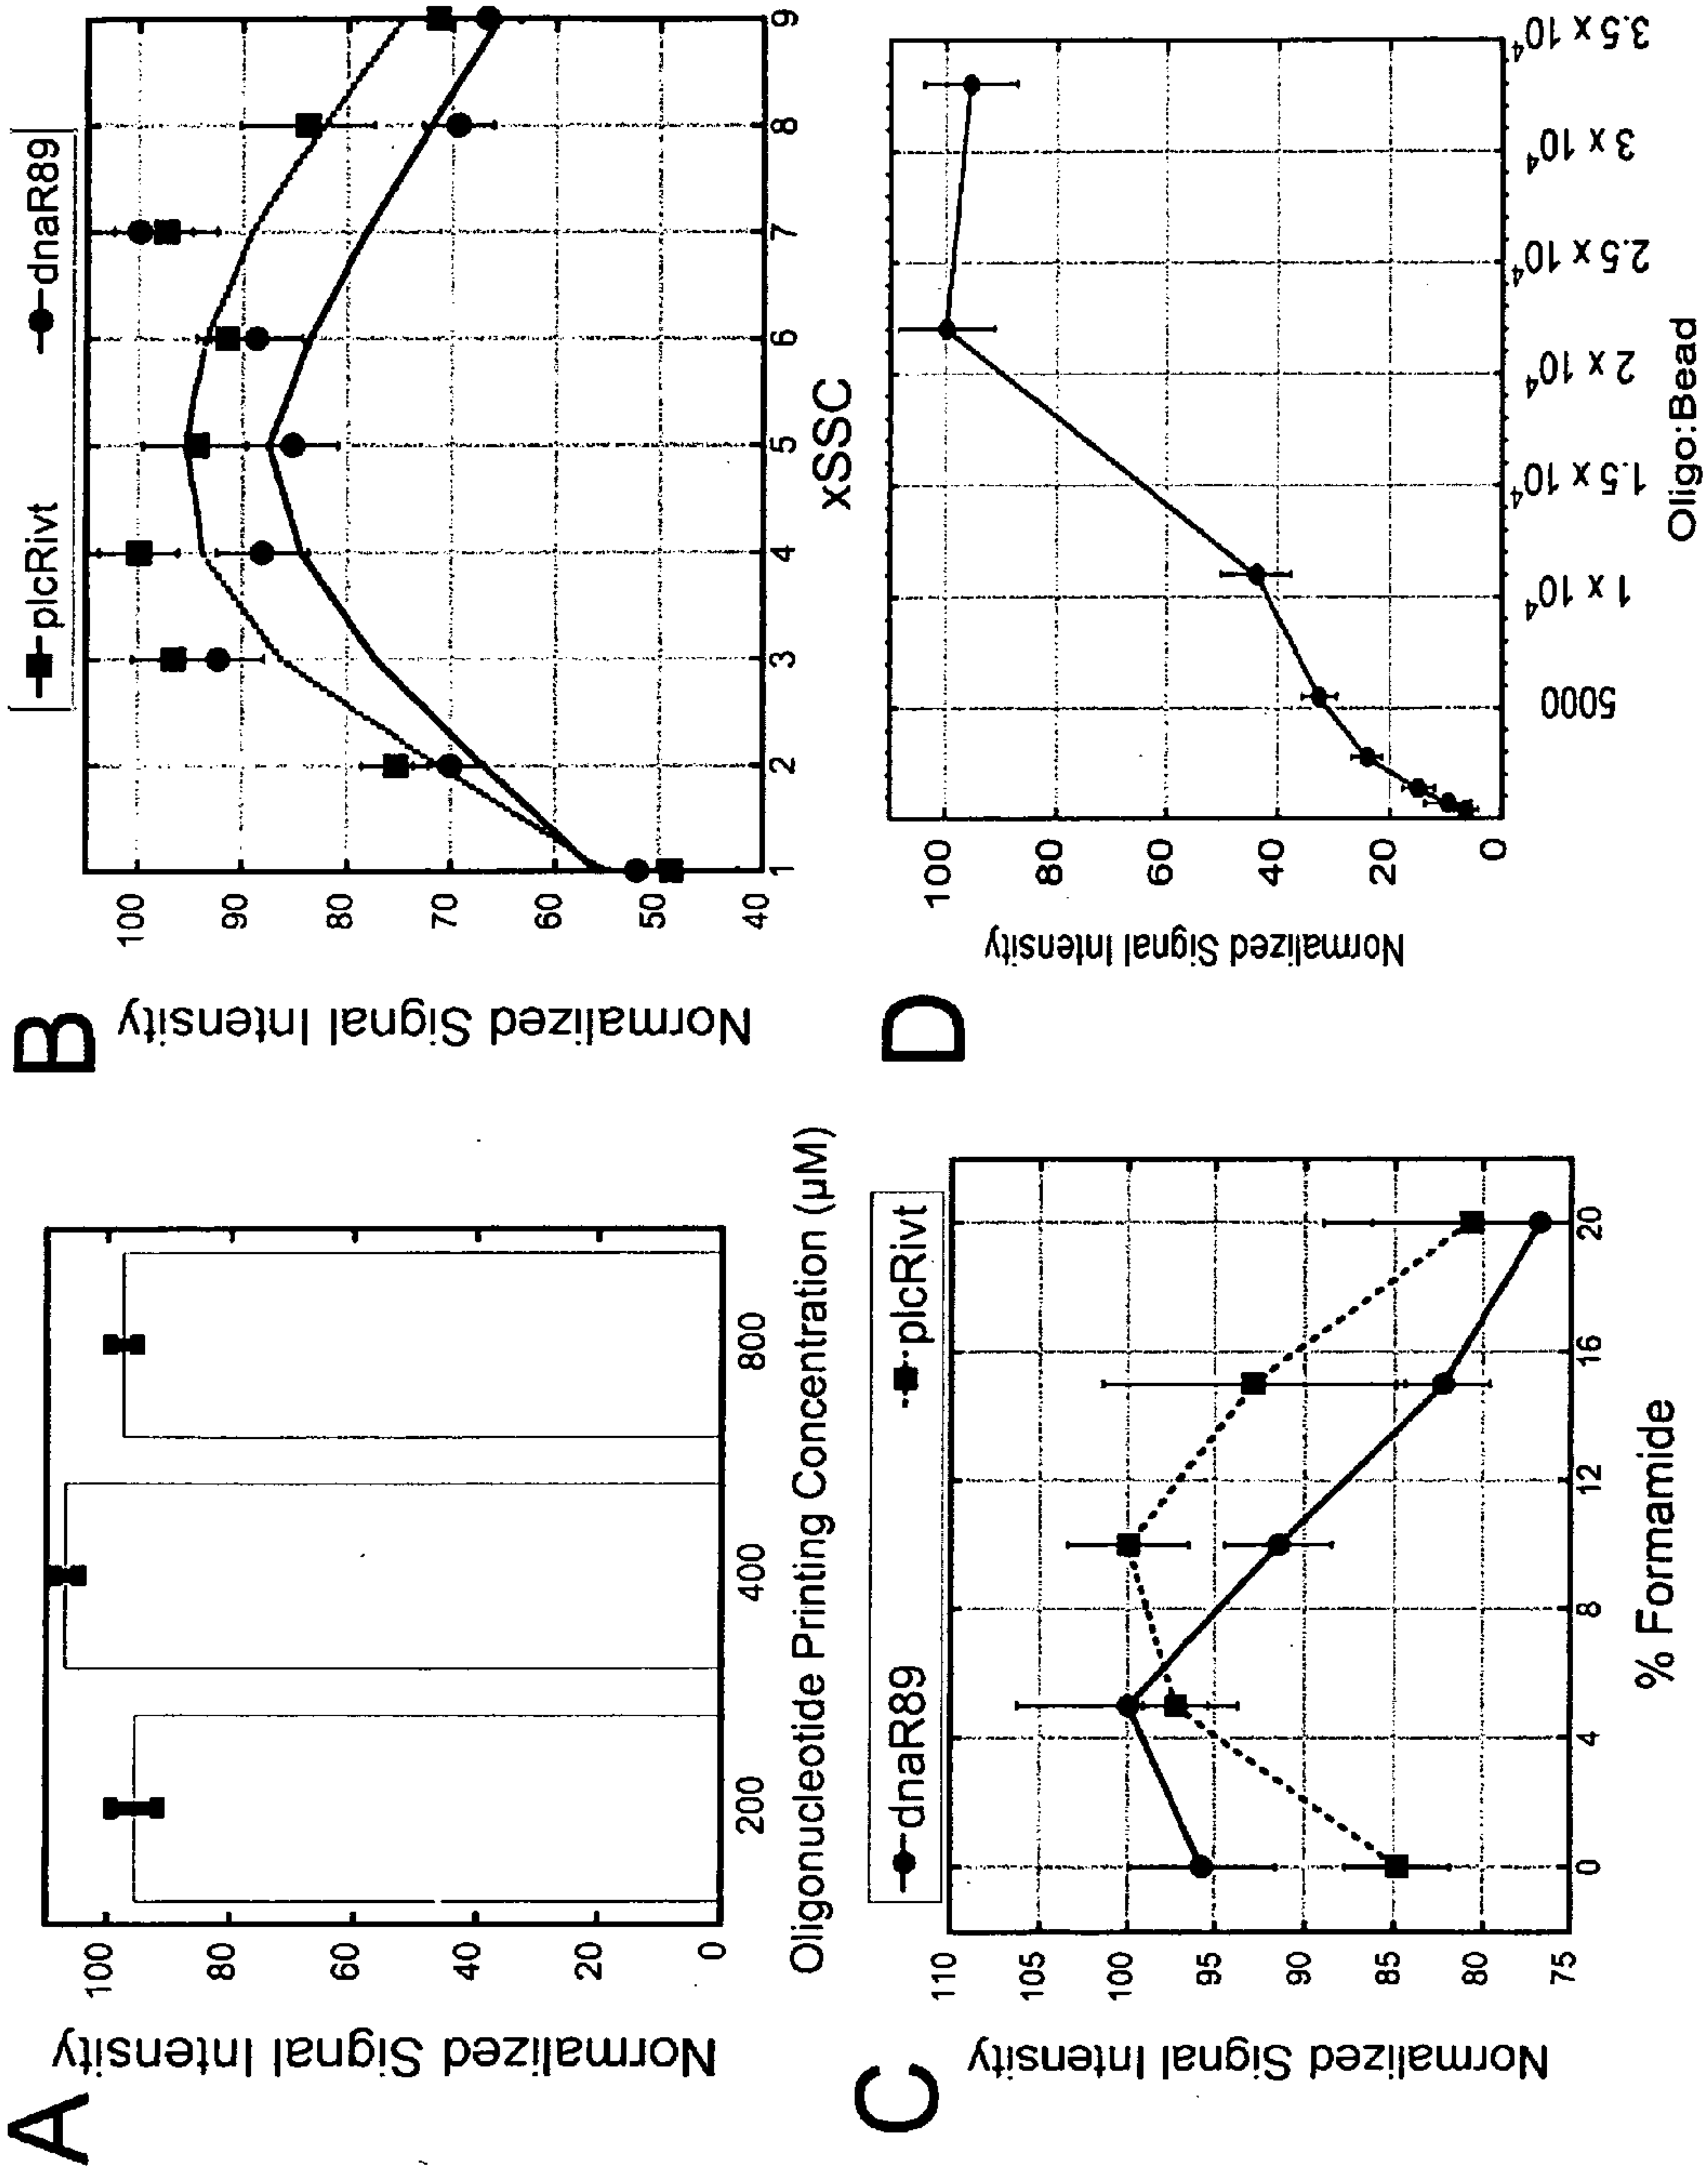 A
Normalized Signal Intensity
100
80
60
40
20
0
200 400 800
Oligonucleotide Printing Concentration (µM)
B
plcRivt dnaR89
Normalized Signal Intensity
100
90
80
70
60
50
40
1 2 3 4 5 6 7 8 9
xSSC
C
dnaR89 plcRivt
Normalized Signal Intensity
110
105
100
95
90
85
80
75
0 4 8 12 16 20
% Formamide
D
Normalized Signal Intensity
100
80
60
40
20
0
5000 1 x 10⁴ 1.5 x 10⁴ 2 x 10⁴ 2.5 x 10⁴ 3 x 10⁴ 3.5 x 10⁴
Oligo:Bead